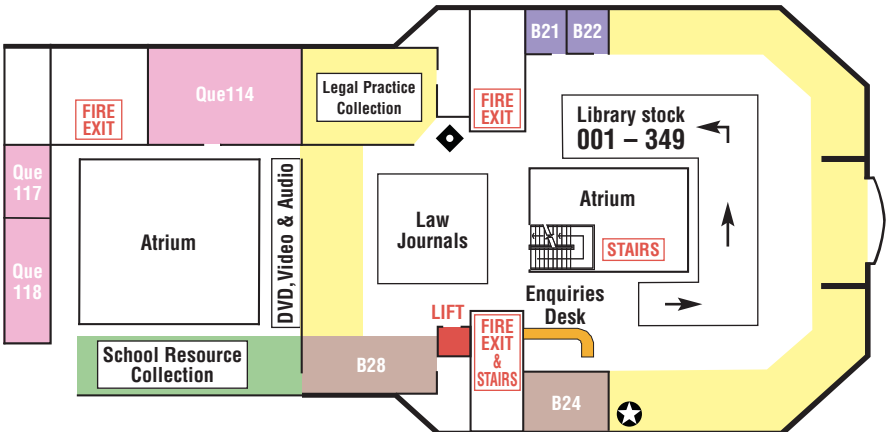 B21
B22
Que114
Legal Practice
Collection
FIRE
EXIT
FIRE
EXIT
Library stock
001 – 349
Que
117
DVD, Video & Audio
Atrium
Law
Journals
Atrium
STAIRS
Que
118
Enquiries
Desk
LIFT
FIRE
EXIT
&
STAIRS
School Resource
Collection
B28
B24